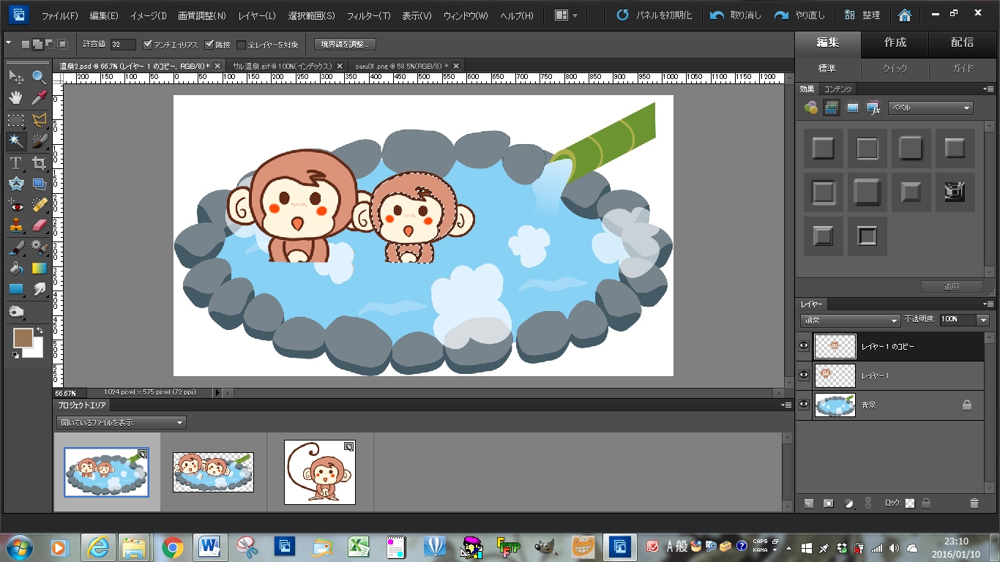 ファイル(F) 編集(E) イメージ(I) 画質調整(N) レイヤー(L) 選択範囲(S) フィルター(T) 表示(V) ウィンドウ(W) ヘルプ(H) パネルを初期化 取り消し やり直し 整理
許容値: 32 アンチエイリアス 隣接 全レイヤーを対象 境界線を調整...
編集 作成 配信
温泉2.psd @ 66.7% (レイヤー 1 のコピー, RGB/8) * サル温泉.gif @ 100%(インデックス) saru01.png @ 58.5%(RGB/8) *
標準 クイック ガイド
200 150 100 50 0 50 100 150 200 250 300 350 400 450 500 550 600 650 700 750 800 850 900 950 1000 1050 1100 1150 1200
0 50 100 150 200 250 300 350 400 450 500 550
効果 コンテンツ
ベベル
適用
レイヤー
通常 不透明度: 100%
レイヤー 1 のコピー
レイヤー 1
背景
ロック:
66.67% 1024 pixel x 575 pixel (72 ppi)
プロジェクトエリア
開いているファイルを表示
A 般 CAPS KANA
23:10
2016/01/10